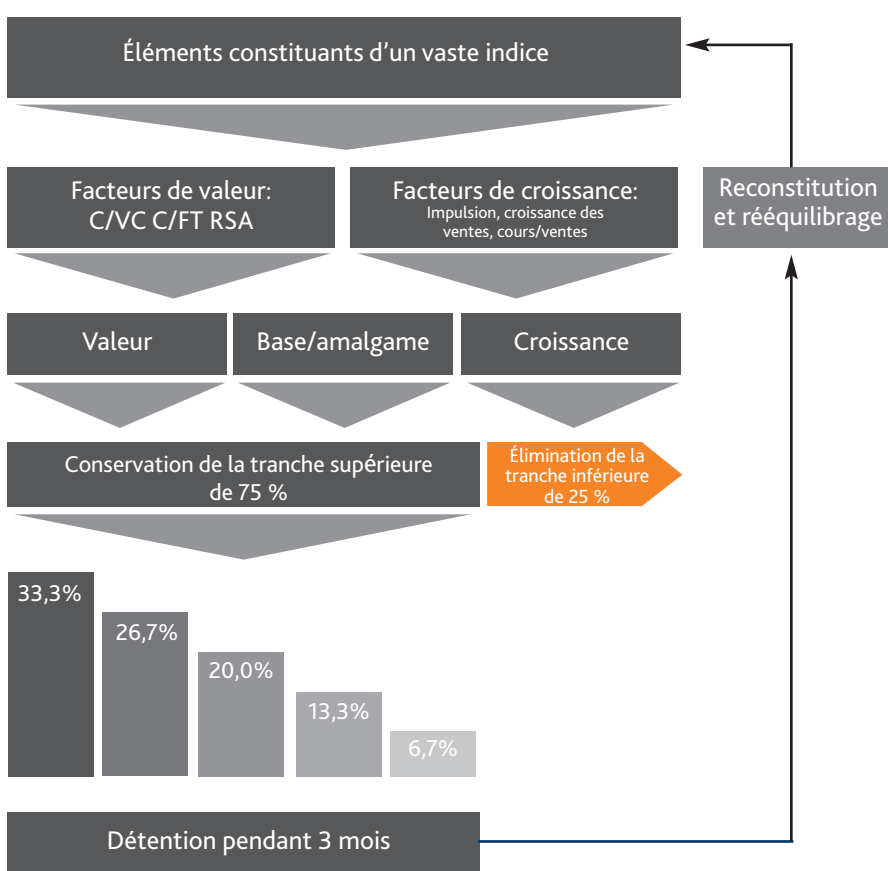 Éléments constituants d'un vaste indice
Facteurs de valeur:
C/VC C/FT RSA
Facteurs de croissance:
Impulsion, croissance des
ventes, cours/ventes
Reconstitution
et rééquilibrage
Valeur
Base/amalgame
Croissance
Conservation de la tranche supérieure
de 75 %
Élimination de la
tranche inférieure
de 25 %
33,3%
26,7%
20,0%
13,3%
6,7%
Détention pendant 3 mois